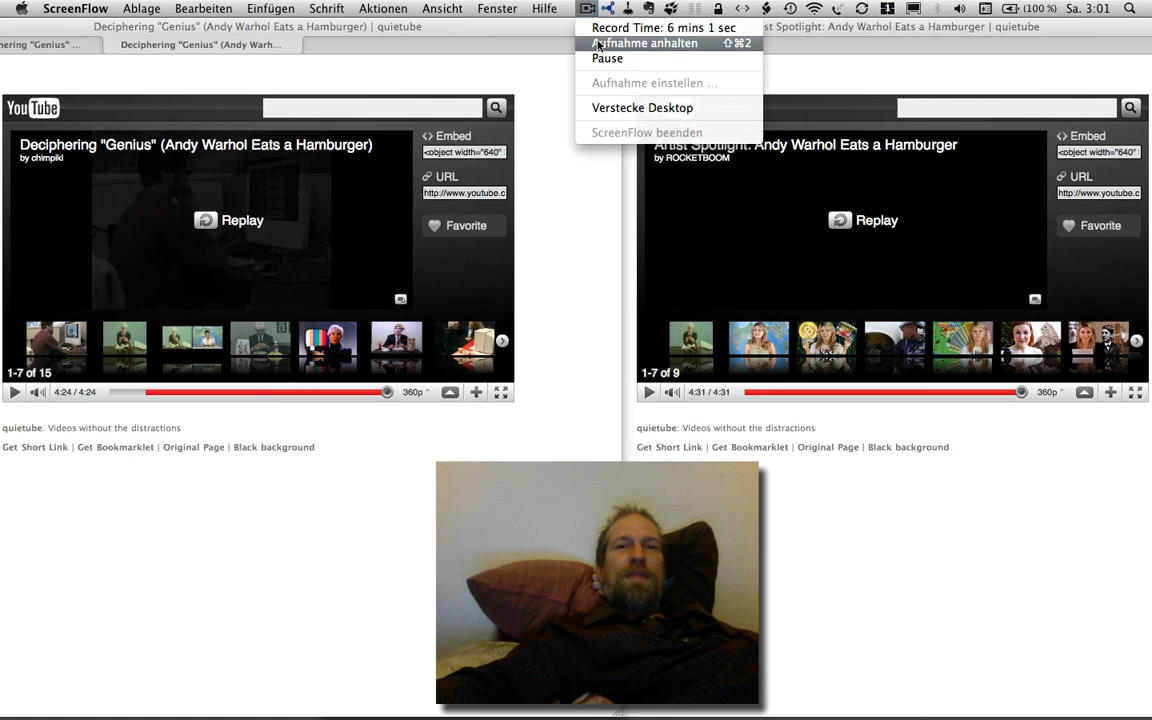 ScreenFlow Ablage Bearbeiten Einfügen Schrift Aktionen Ansicht Fenster Hilfe (100 %) Sa. 3:01
Deciphering "Genius" (Andy Warhol Eats a Hamburger) | quietube
st Spotlight: Andy Warhol Eats a Hamburger | quietube
hering "Genius" ...
Deciphering "Genius" (Andy Warh...
Record Time: 6 mins 1 sec
Aufnahme anhalten ⇧⌘2
Pause
Aufnahme einstellen ...
Verstecke Desktop
ScreenFlow beenden
YouTube
Deciphering "Genius" (Andy Warhol Eats a Hamburger)
by chimpiki
Embed
<object width="640"
URL
http://www.youtube.c
Replay
Favorite
1-7 of 15
4:24 / 4:24 360p
quietube: Videos without the distractions
Get Short Link | Get Bookmarklet | Original Page | Black background
Artist Spotlight: Andy Warhol Eats a Hamburger
by ROCKETBOOM
Embed
<object width="640"
URL
http://www.youtube.c
Replay
Favorite
1-7 of 9
4:31 / 4:31 360p
quietube: Videos without the distractions
Get Short Link | Get Bookmarklet | Original Page | Black background